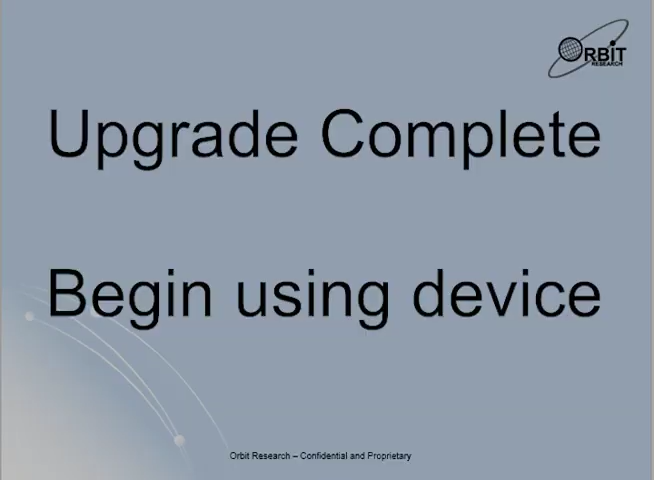 ORBIT
RESEARCH
Upgrade Complete
Begin using device
Orbit Research – Confidential and Proprietary